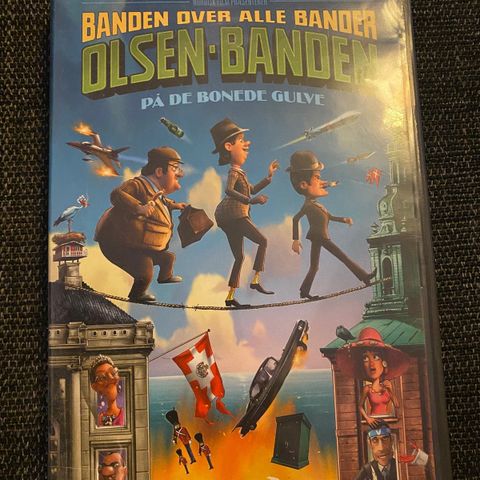 BANDEN OVER ALLE BANDER
OLSEN-BANDEN
PÅ DE BONEDE GULVE